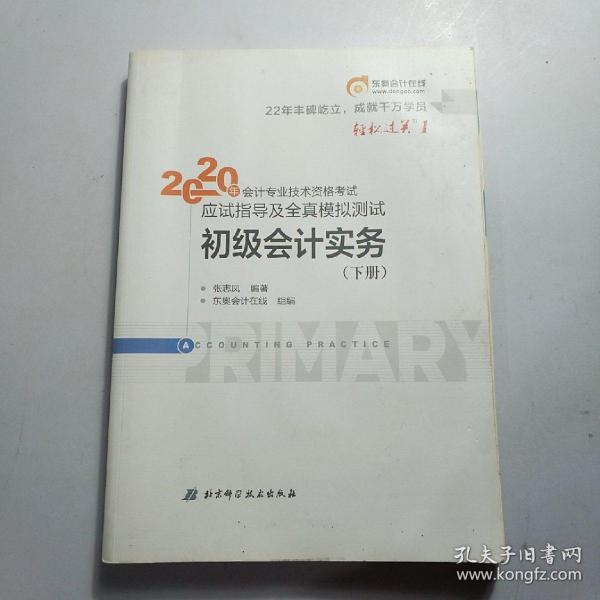 东奥会计在线
www.dongao.com
22年丰碑屹立，成就千万学员
轻松过关®1
2020年会计专业技术资格考试
应试指导及全真模拟测试
初级会计实务
（下册）
张志凤 编著
东奥会计在线 组编
ACCOUNTING PRACTICE
PRIMARY
北京科学技术出版社
孔夫子旧书网
www.kongfz.com